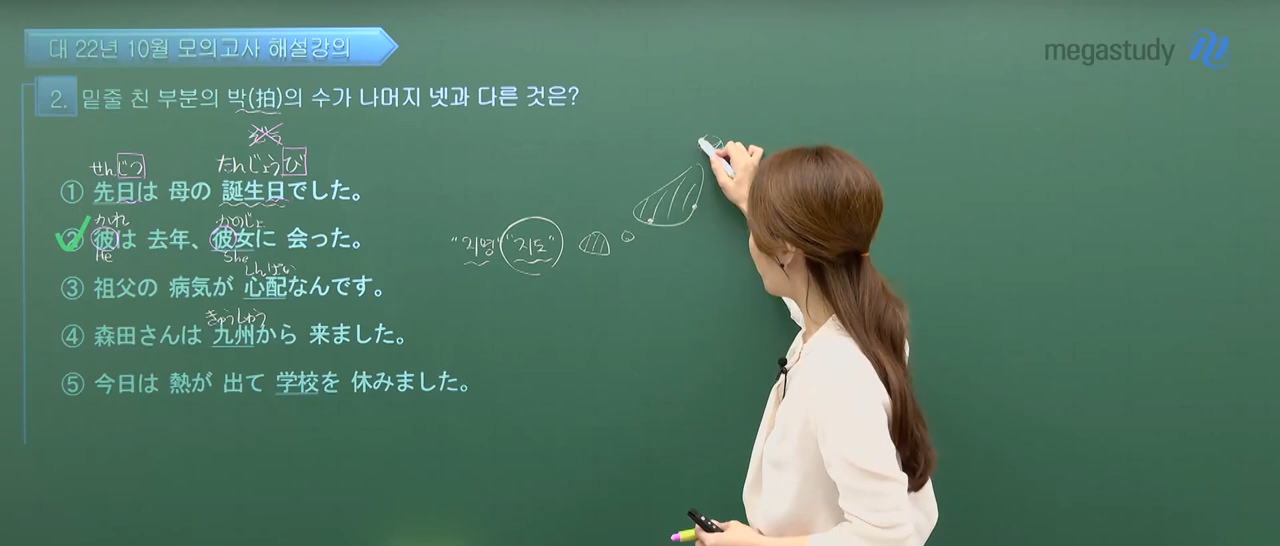 대 22년 10월 모의고사 해설강의
megastudy
2. 밑줄 친 부분의 박(拍)의 수가 나머지 넷과 다른 것은?
せんじつ たんじょうび
① 先日は 母の 誕生日でした。
かれ かのじょ
② 彼は 去年、彼女に 会った。
He She
"지명" "지도"
しんぱい
③ 祖父の 病気が 心配なんです。
きゅうしゅう
④ 森田さんは 九州から 来ました。
⑤ 今日は 熱が 出て 学校を 休みました。